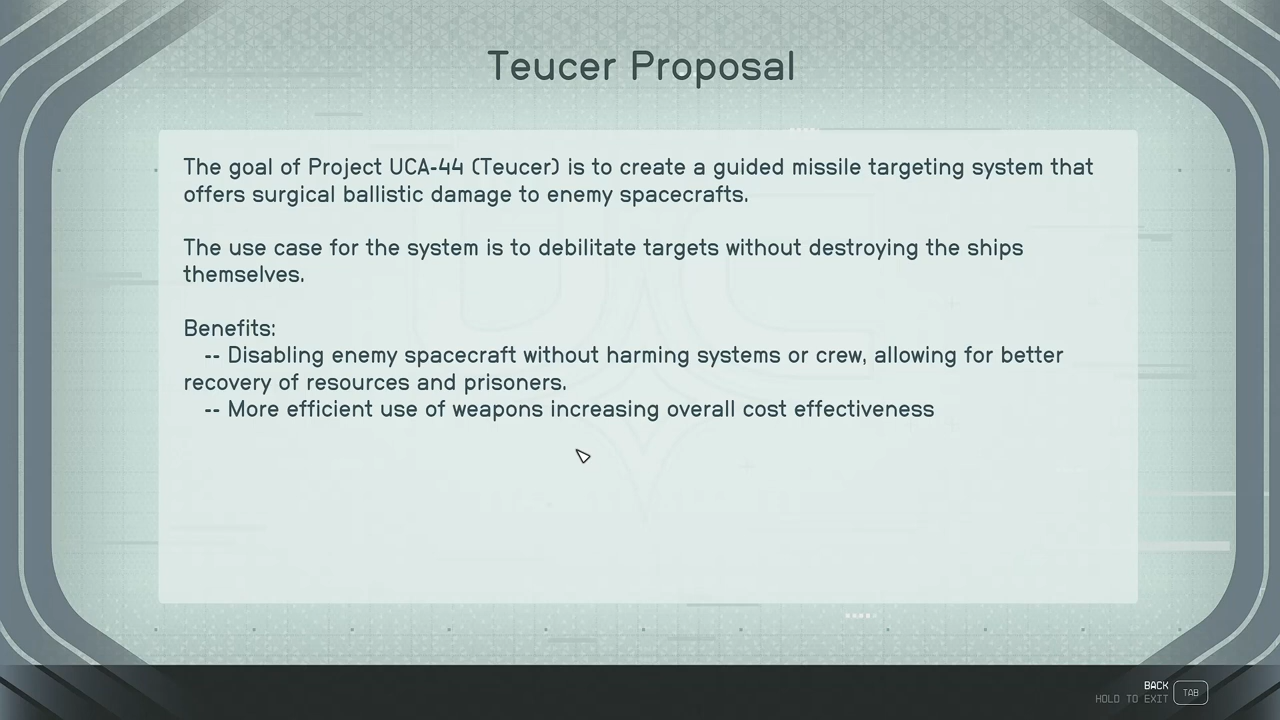 Teucer Proposal
The goal of Project UCA-44 (Teucer) is to create a guided missile targeting system that
offers surgical ballistic damage to enemy spacecrafts.
The use case for the system is to debilitate targets without destroying the ships
themselves.
Benefits:
-- Disabling enemy spacecraft without harming systems or crew, allowing for better
recovery of resources and prisoners.
-- More efficient use of weapons increasing overall cost effectiveness
BACK
HOLD TO EXIT TAB